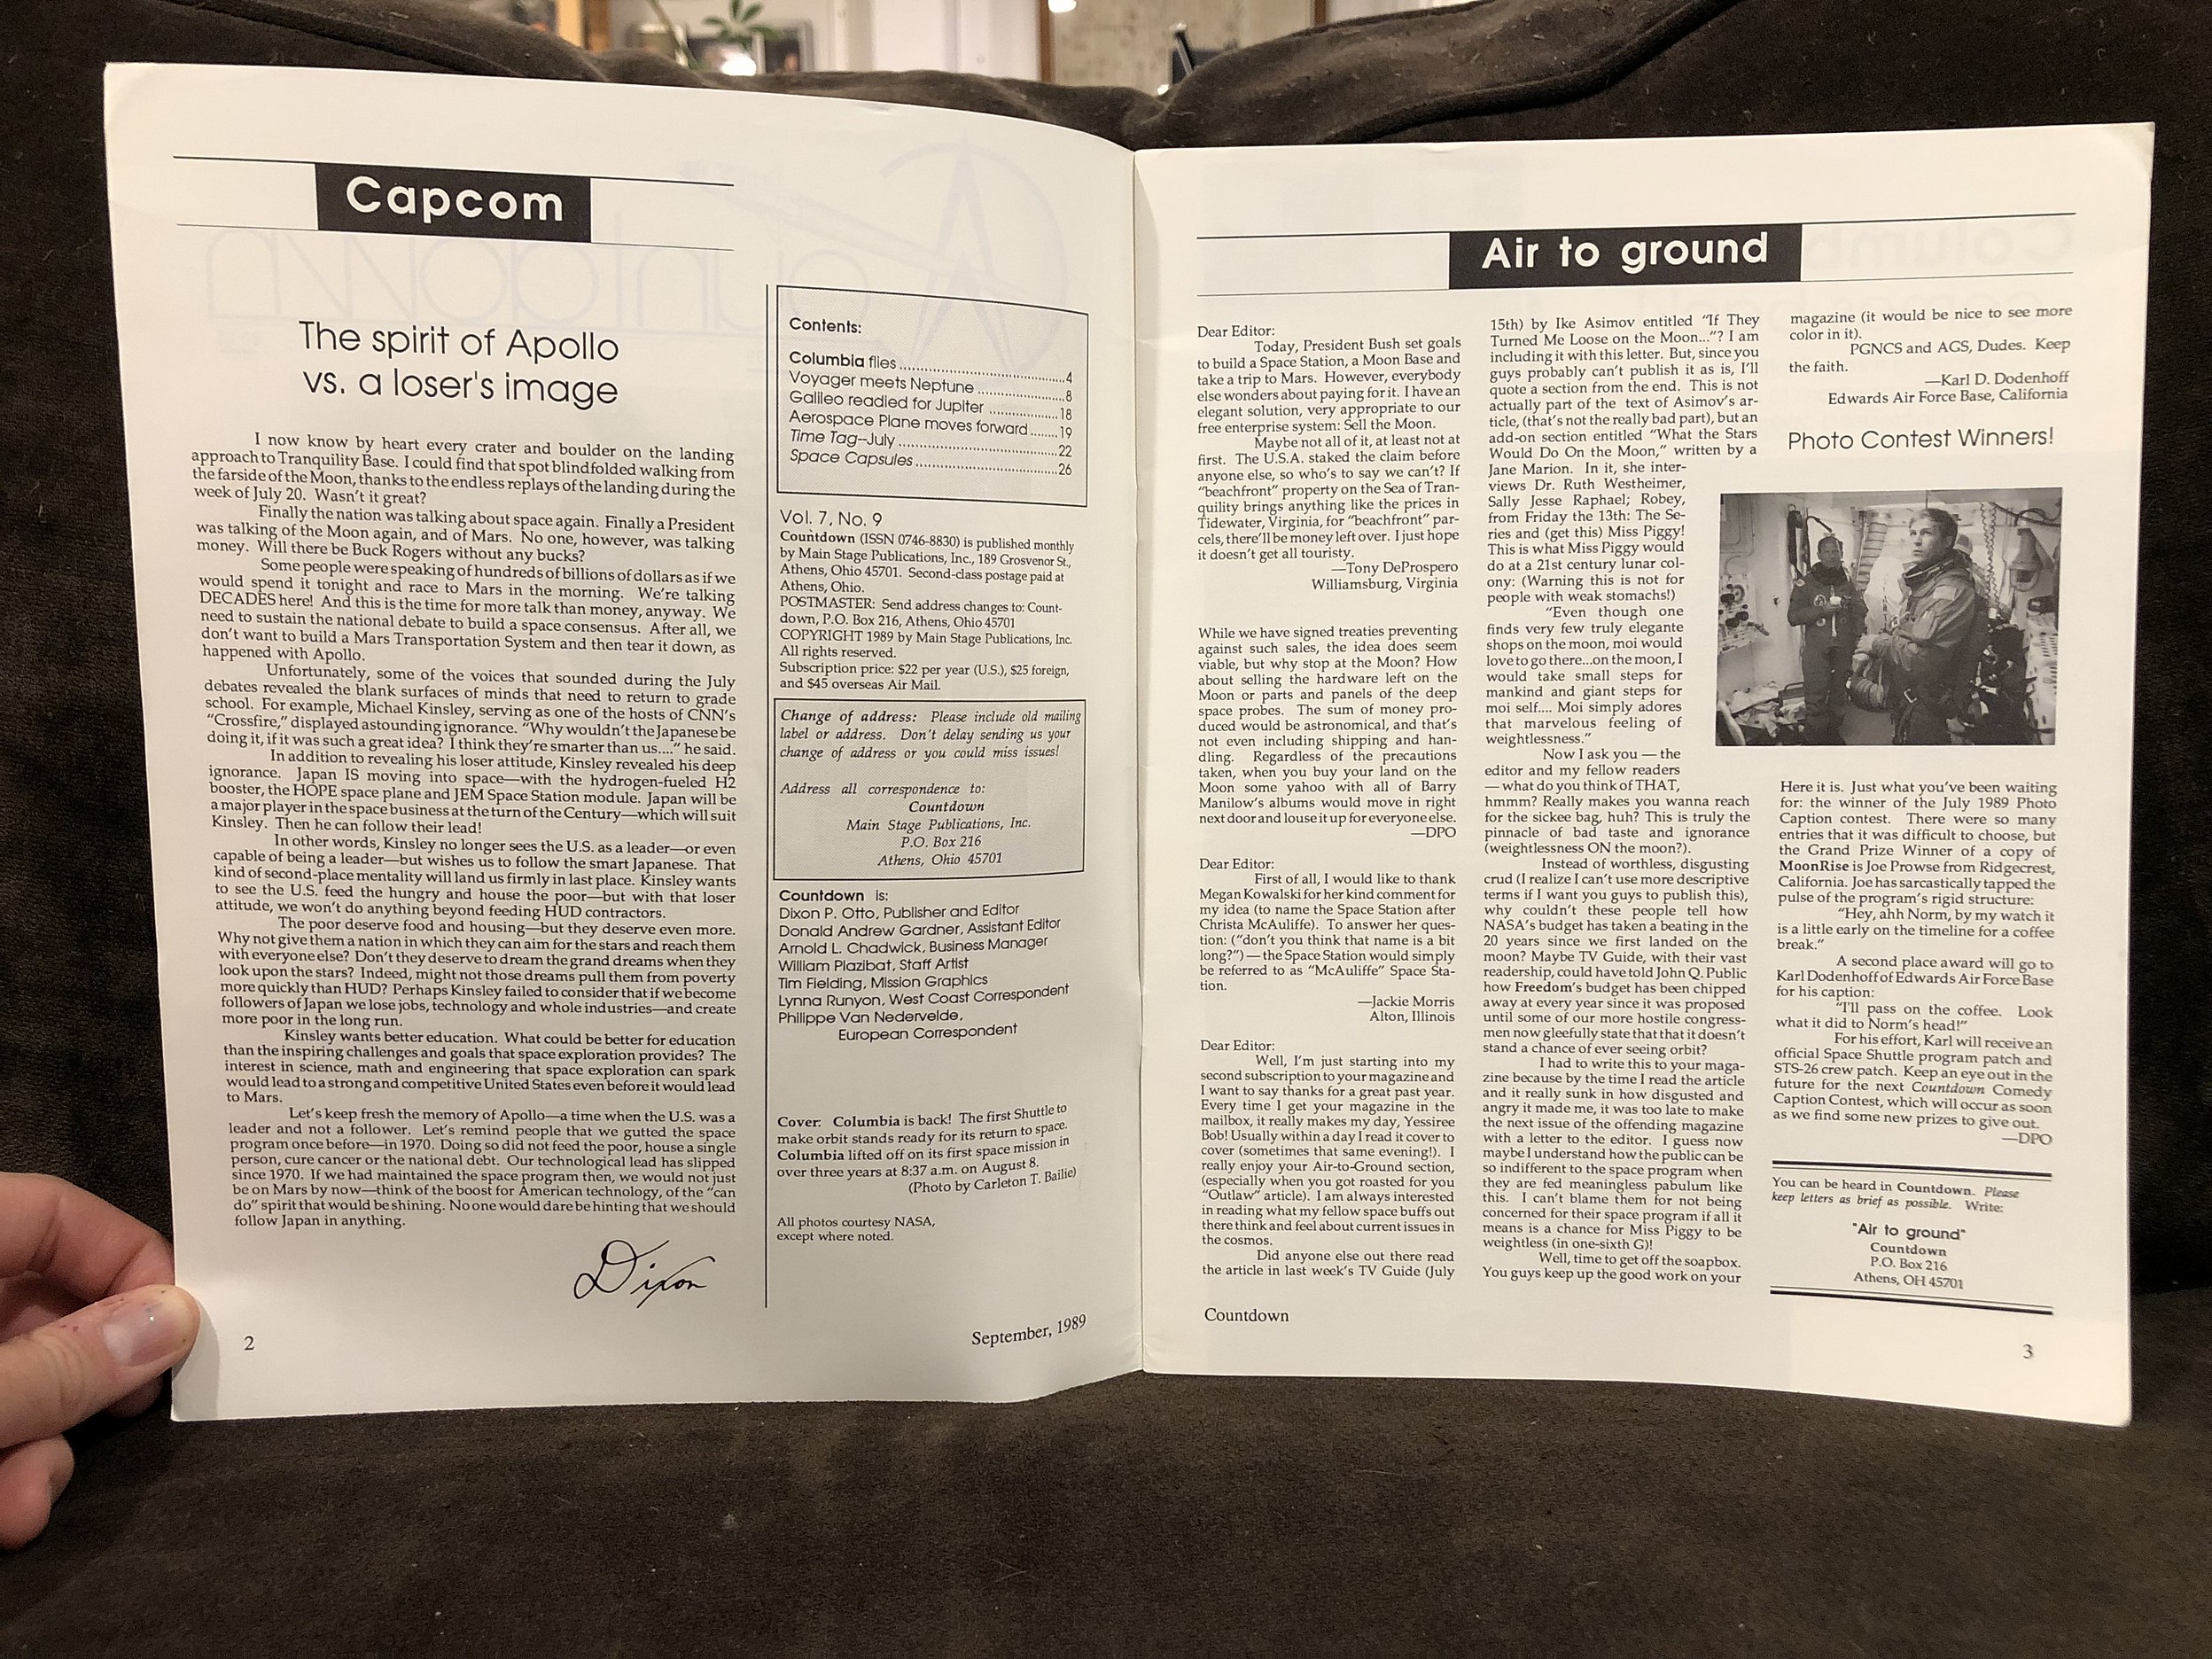 Capcom
The spirit of Apollo
vs. a loser's image
I now know by heart every crater and boulder on the landing
approach to Tranquility Base. I could find that spot blindfolded walking from
the farside of the Moon, thanks to the endless replays of the landing during the
week of July 20. Wasn't it great?
Finally the nation was talking about space again. Finally a President
was talking of the Moon again, and of Mars. No one, however, was talking
money. Will there be Buck Rogers without any bucks?
Some people were speaking of hundreds of billions of dollars as if we
would spend it tonight and race to Mars in the morning. We're talking
DECADES here! And this is the time for more talk than money, anyway. We
need to sustain the national debate to build a space consensus. After all, we
don't want to build a Mars Transportation System and then tear it down, as
happened with Apollo.
Unfortunately, some of the voices that sounded during the July
debates revealed the blank surfaces of minds that need to return to grade
school. For example, Michael Kinsley, serving as one of the hosts of CNN's
"Crossfire," displayed astounding ignorance. "Why wouldn't the Japanese be
doing it, if it was such a great idea? I think they're smarter than us...." he said.
In addition to revealing his loser attitude, Kinsley revealed his deep
ignorance. Japan IS moving into space—with the hydrogen-fueled H2
booster, the HOPE space plane and JEM Space Station module. Japan will be
a major player in the space business at the turn of the Century—which will suit
Kinsley. Then he can follow their lead!
In other words, Kinsley no longer sees the U.S. as a leader—or even
capable of being a leader—but wishes us to follow the smart Japanese. That
kind of second-place mentality will land us firmly in last place. Kinsley wants
to see the U.S. feed the hungry and house the poor—but with that loser
attitude, we won't do anything beyond feeding HUD contractors.
The poor deserve food and housing—but they deserve even more.
Why not give them a nation in which they can aim for the stars and reach them
with everyone else? Don't they deserve to dream the grand dreams when they
look upon the stars? Indeed, might not those dreams pull them from poverty
more quickly than HUD? Perhaps Kinsley failed to consider that if we become
followers of Japan we lose jobs, technology and whole industries—and create
more poor in the long run.
Kinsley wants better education. What could be better for education
than the inspiring challenges and goals that space exploration provides? The
interest in science, math and engineering that space exploration can spark
would lead to a strong and competitive United States even before it would lead
to Mars.
Let's keep fresh the memory of Apollo—a time when the U.S. was a
leader and not a follower. Let's remind people that we gutted the space
program once before—in 1970. Doing so did not feed the poor, house a single
person, cure cancer or the national debt. Our technological lead has slipped
since 1970. If we had maintained the space program then, we would not just
be on Mars by now—think of the boost for American technology, of the "can
do" spirit that would be shining. No one would dare be hinting that we should
follow Japan in anything.
Dixon
2
Contents:
Columbia flies ....................................4
Voyager meets Neptune ...................8
Galileo readied for Jupiter ...............18
Aerospace Plane moves forward ........19
Time Tag--July .................................22
Space Capsules.............................26
Vol. 7, No. 9
Countdown (ISSN 0746-8830) is published monthly
by Main Stage Publications, Inc., 189 Grosvenor St.,
Athens, Ohio 45701. Second-class postage paid at
Athens, Ohio.
POSTMASTER: Send address changes to: Count-
down, P.O. Box 216, Athens, Ohio 45701
COPYRIGHT 1989 by Main Stage Publications, Inc.
All rights reserved.
Subscription price: $22 per year (U.S.), $25 foreign,
and $45 overseas Air Mail.
Change of address: Please include old mailing
label or address. Don't delay sending us your
change of address or you could miss issues!
Address all correspondence to:
Countdown
Main Stage Publications, Inc.
P.O. Box 216
Athens, Ohio 45701
Countdown is:
Dixon P. Otto, Publisher and Editor
Donald Andrew Gardner, Assistant Editor
Arnold L. Chadwick, Business Manager
William Plazibat, Staff Artist
Tim Fielding, Mission Graphics
Lynna Runyon, West Coast Correspondent
Philippe Van Nedervelde,
European Correspondent
Cover: Columbia is back! The first Shuttle to
make orbit stands ready for its return to space.
Columbia lifted off on its first space mission in
over three years at 8:37 a.m. on August 8.
(Photo by Carleton T. Bailie)
All photos courtesy NASA,
except where noted.
September, 1989
Air to ground
Dear Editor:
Today, President Bush set goals
to build a Space Station, a Moon Base and
take a trip to Mars. However, everybody
else wonders about paying for it. I have an
elegant solution, very appropriate to our
free enterprise system: Sell the Moon.
Maybe not all of it, at least not at
first. The U.S.A. staked the claim before
anyone else, so who's to say we can't? If
"beachfront" property on the Sea of Tran-
quility brings anything like the prices in
Tidewater, Virginia, for "beachfront" par-
cels, there'll be money left over. I just hope
it doesn't get all touristy.
—Tony DeProspero
Williamsburg, Virginia
While we have signed treaties preventing
against such sales, the idea does seem
viable, but why stop at the Moon? How
about selling the hardware left on the
Moon or parts and panels of the deep
space probes. The sum of money pro-
duced would be astronomical, and that's
not even including shipping and han-
dling. Regardless of the precautions
taken, when you buy your land on the
Moon some yahoo with all of Barry
Manilow's albums would move in right
next door and louse it up for everyone else.
—DPO
Dear Editor:
First of all, I would like to thank
Megan Kowalski for her kind comment for
my idea (to name the Space Station after
Christa McAuliffe). To answer her ques-
tion: ("don't you think that name is a bit
long?") — the Space Station would simply
be referred to as "McAuliffe" Space Sta-
tion.
—Jackie Morris
Alton, Illinois
Dear Editor:
Well, I'm just starting into my
second subscription to your magazine and
I want to say thanks for a great past year.
Every time I get your magazine in the
mailbox, it really makes my day, Yessiree
Bob! Usually within a day I read it cover to
cover (sometimes that same evening!). I
really enjoy your Air-to-Ground section,
(especially when you got roasted for you
"Outlaw" article). I am always interested
in reading what my fellow space buffs out
there think and feel about current issues in
the cosmos.
Did anyone else out there read
the article in last week's TV Guide (July
15th) by Ike Asimov entitled "If They
Turned Me Loose on the Moon..."? I am
including it with this letter. But, since you
guys probably can't publish it as is, I'll
quote a section from the end. This is not
actually part of the text of Asimov's ar-
ticle, (that's not the really bad part), but an
add-on section entitled "What the Stars
Would Do On the Moon," written by a
Jane Marion. In it, she inter-
views Dr. Ruth Westheimer,
Sally Jesse Raphael; Robey,
from Friday the 13th: The Se-
ries and (get this) Miss Piggy!
This is what Miss Piggy would
do at a 21st century lunar col-
ony: (Warning this is not for
people with weak stomachs!)
"Even though one
finds very few truly elegante
shops on the moon, moi would
love to go there...on the moon, I
would take small steps for
mankind and giant steps for
moi self.... Moi simply adores
that marvelous feeling of
weightlessness."
Now I ask you — the
editor and my fellow readers
— what do you think of THAT,
hmmm? Really makes you wanna reach
for the sickee bag, huh? This is truly the
pinnacle of bad taste and ignorance
(weightlessness ON the moon?).
Instead of worthless, disgusting
crud (I realize I can't use more descriptive
terms if I want you guys to publish this),
why couldn't these people tell how
NASA's budget has taken a beating in the
20 years since we first landed on the
moon? Maybe TV Guide, with their vast
readership, could have told John Q. Public
how Freedom's budget has been chipped
away at every year since it was proposed
until some of our more hostile congress-
men now gleefully state that that it doesn't
stand a chance of ever seeing orbit?
I had to write this to your maga-
zine because by the time I read the article
and it really sunk in how disgusted and
angry it made me, it was too late to make
the next issue of the offending magazine
with a letter to the editor. I guess now
maybe I understand how the public can be
so indifferent to the space program when
they are fed meaningless pabulum like
this. I can't blame them for not being
concerned for their space program if all it
means is a chance for Miss Piggy to be
weightless (in one-sixth G)!
Well, time to get off the soapbox.
You guys keep up the good work on your
magazine (it would be nice to see more
color in it).
PGNCS and AGS, Dudes. Keep
the faith.
—Karl D. Dodenhoff
Edwards Air Force Base, California
Photo Contest Winners!
Here it is. Just what you've been waiting
for: the winner of the July 1989 Photo
Caption contest. There were so many
entries that it was difficult to choose, but
the Grand Prize Winner of a copy of
MoonRise is Joe Prowse from Ridgecrest,
California. Joe has sarcastically tapped the
pulse of the program's rigid structure:
"Hey, ahh Norm, by my watch it
is a little early on the timeline for a coffee
break."
A second place award will go to
Karl Dodenhoff of Edwards Air Force Base
for his caption:
"I'll pass on the coffee. Look
what it did to Norm's head!"
For his effort, Karl will receive an
official Space Shuttle program patch and
STS-26 crew patch. Keep an eye out in the
future for the next Countdown Comedy
Caption Contest, which will occur as soon
as we find some new prizes to give out.
—DPO
You can be heard in Countdown. Please
keep letters as brief as possible. Write:
"Air to ground"
Countdown
P.O. Box 216
Athens, OH 45701
Countdown
3